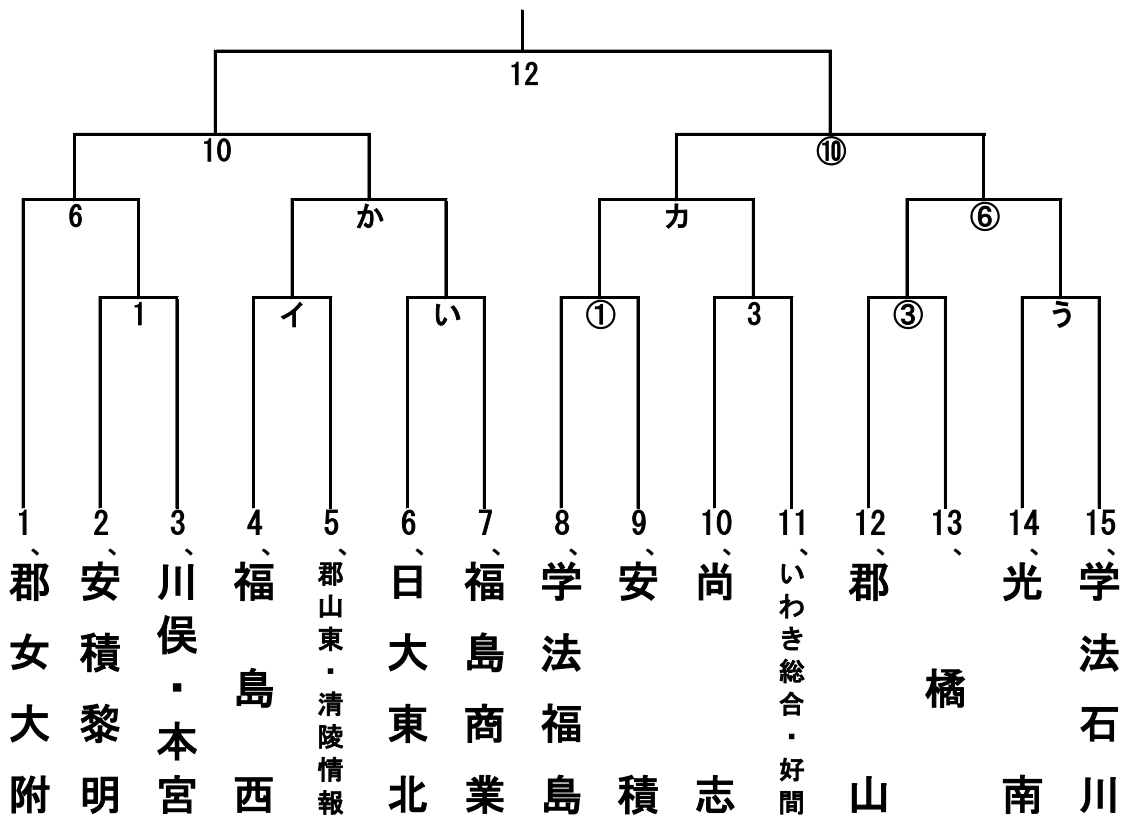 12
10 ⑩
6 か カ ⑥
1 イ い ① 3 ③ う
1、郡女大附
2、安積黎明
3、川俣・本宮
4、福島西
5、郡山東・清陵情報
6、日大東北
7、福島商業
8、学法福島
9、安積
10、尚志
11、いわき総合・好間
12、郡山
13、橘
14、光南
15、学法石川